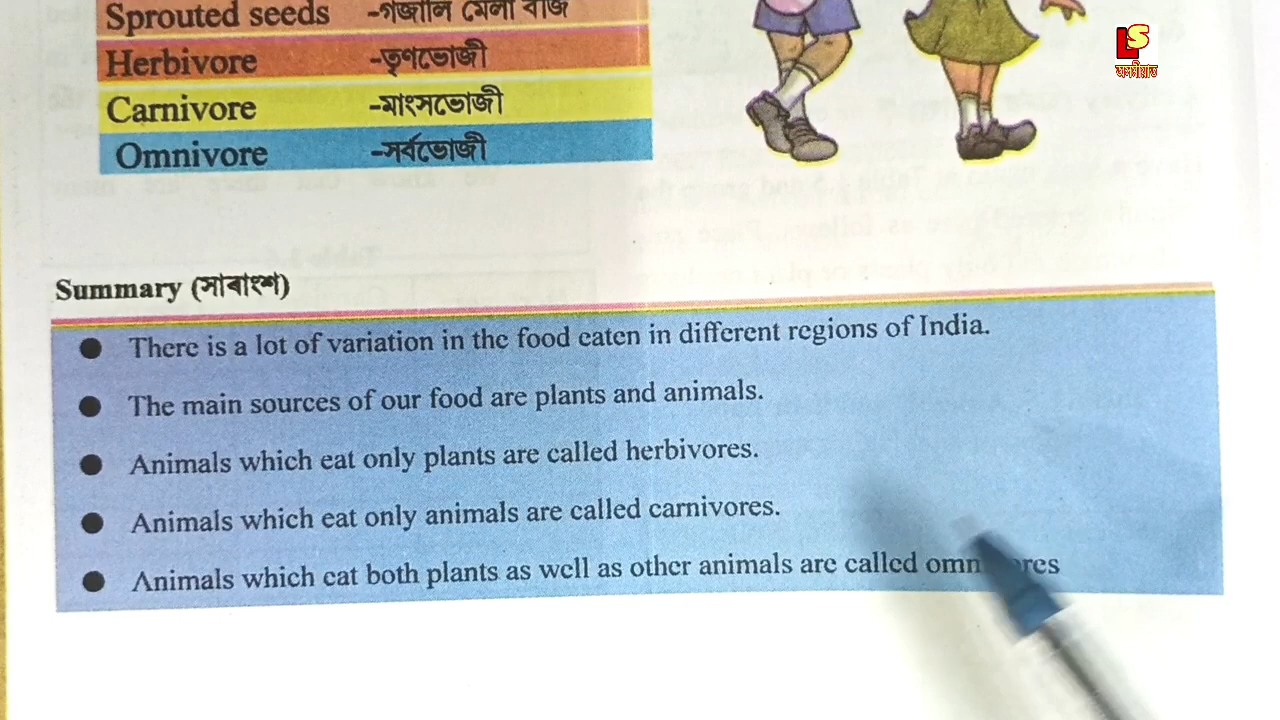 Sprouted seeds -গজালি মেলা বীজ
Herbivore -তৃণভোজী
Carnivore -মাংসভোজী
Omnivore -সৰ্বভোজী
LS
অসমীয়াত
Summary (সাৰাংশ)
● There is a lot of variation in the food eaten in different regions of India.
● The main sources of our food are plants and animals.
● Animals which eat only plants are called herbivores.
● Animals which eat only animals are called carnivores.
● Animals which eat both plants as well as other animals are called omnivores